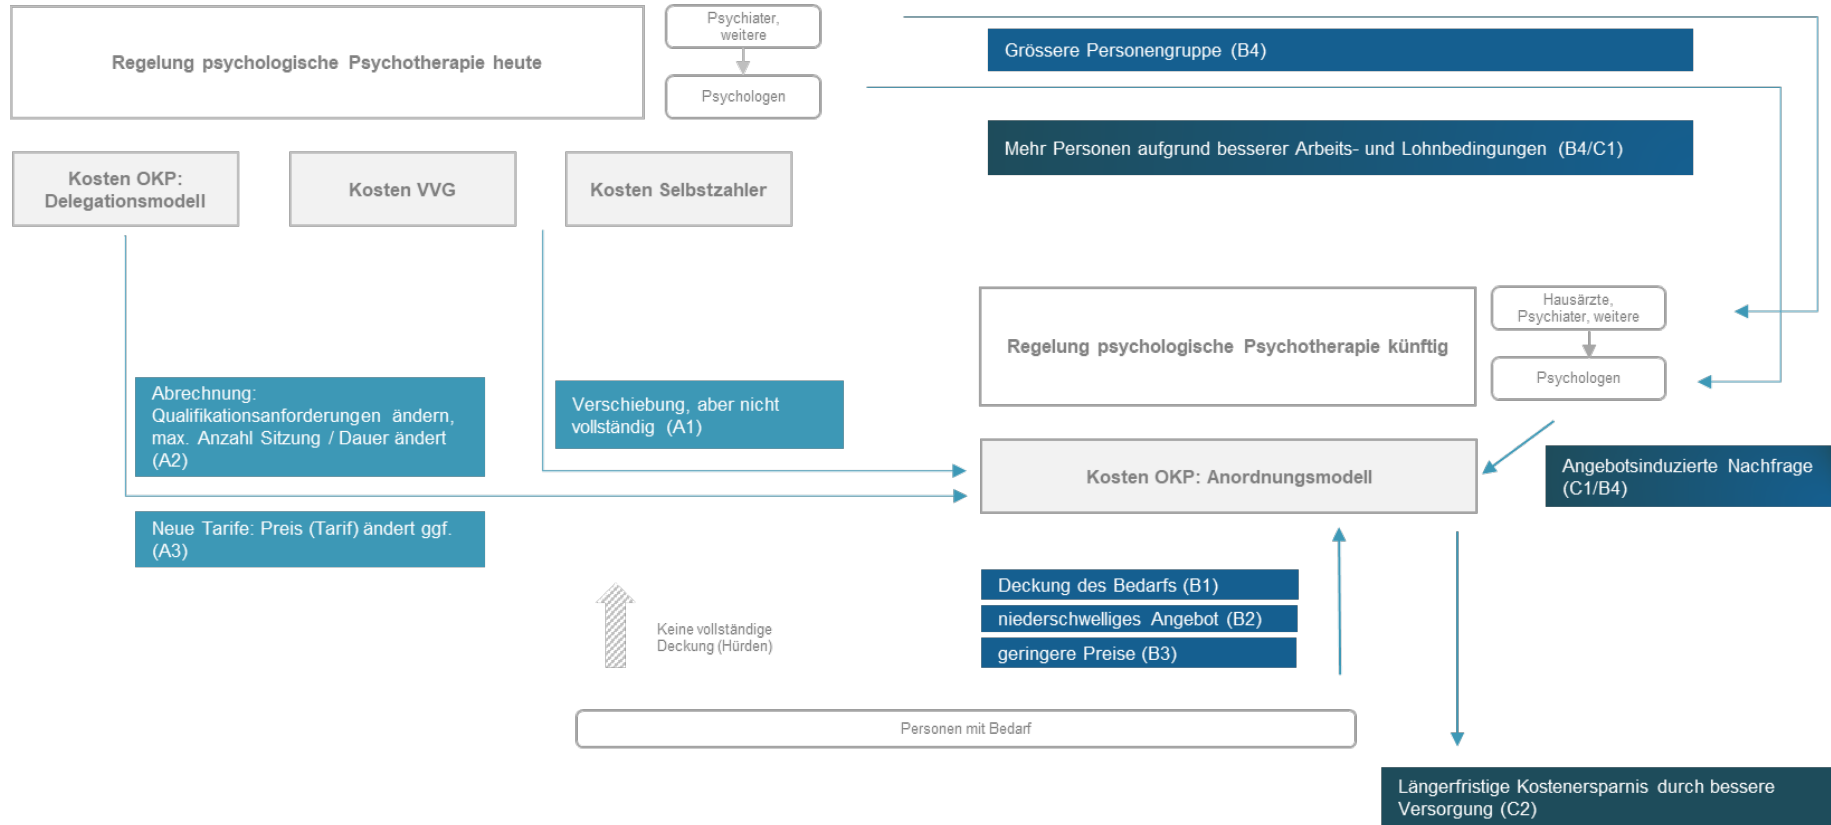 Regelung psychologische Psychotherapie heute
Psychiater,
weitere
Psychologen
Grössere Personengruppe (B4)
Mehr Personen aufgrund besserer Arbeits- und Lohnbedingungen (B4/C1)
Kosten OKP:
Delegationsmodell
Kosten VVG
Kosten Selbstzahler
Regelung psychologische Psychotherapie künftig
Hausärzte,
Psychiater, weitere
Psychologen
Abrechnung:
Qualifikationsanforderungen ändern,
max. Anzahl Sitzung / Dauer ändert
(A2)
Verschiebung, aber nicht
vollständig (A1)
Kosten OKP: Anordnungsmodell
Angebotsinduzierte Nachfrage
(C1/B4)
Neue Tarife: Preis (Tarif) ändert ggf.
(A3)
Keine vollständige
Deckung (Hürden)
Deckung des Bedarfs (B1)
niederschwelliges Angebot (B2)
geringere Preise (B3)
Personen mit Bedarf
Längerfristige Kostenersparnis durch bessere
Versorgung (C2)